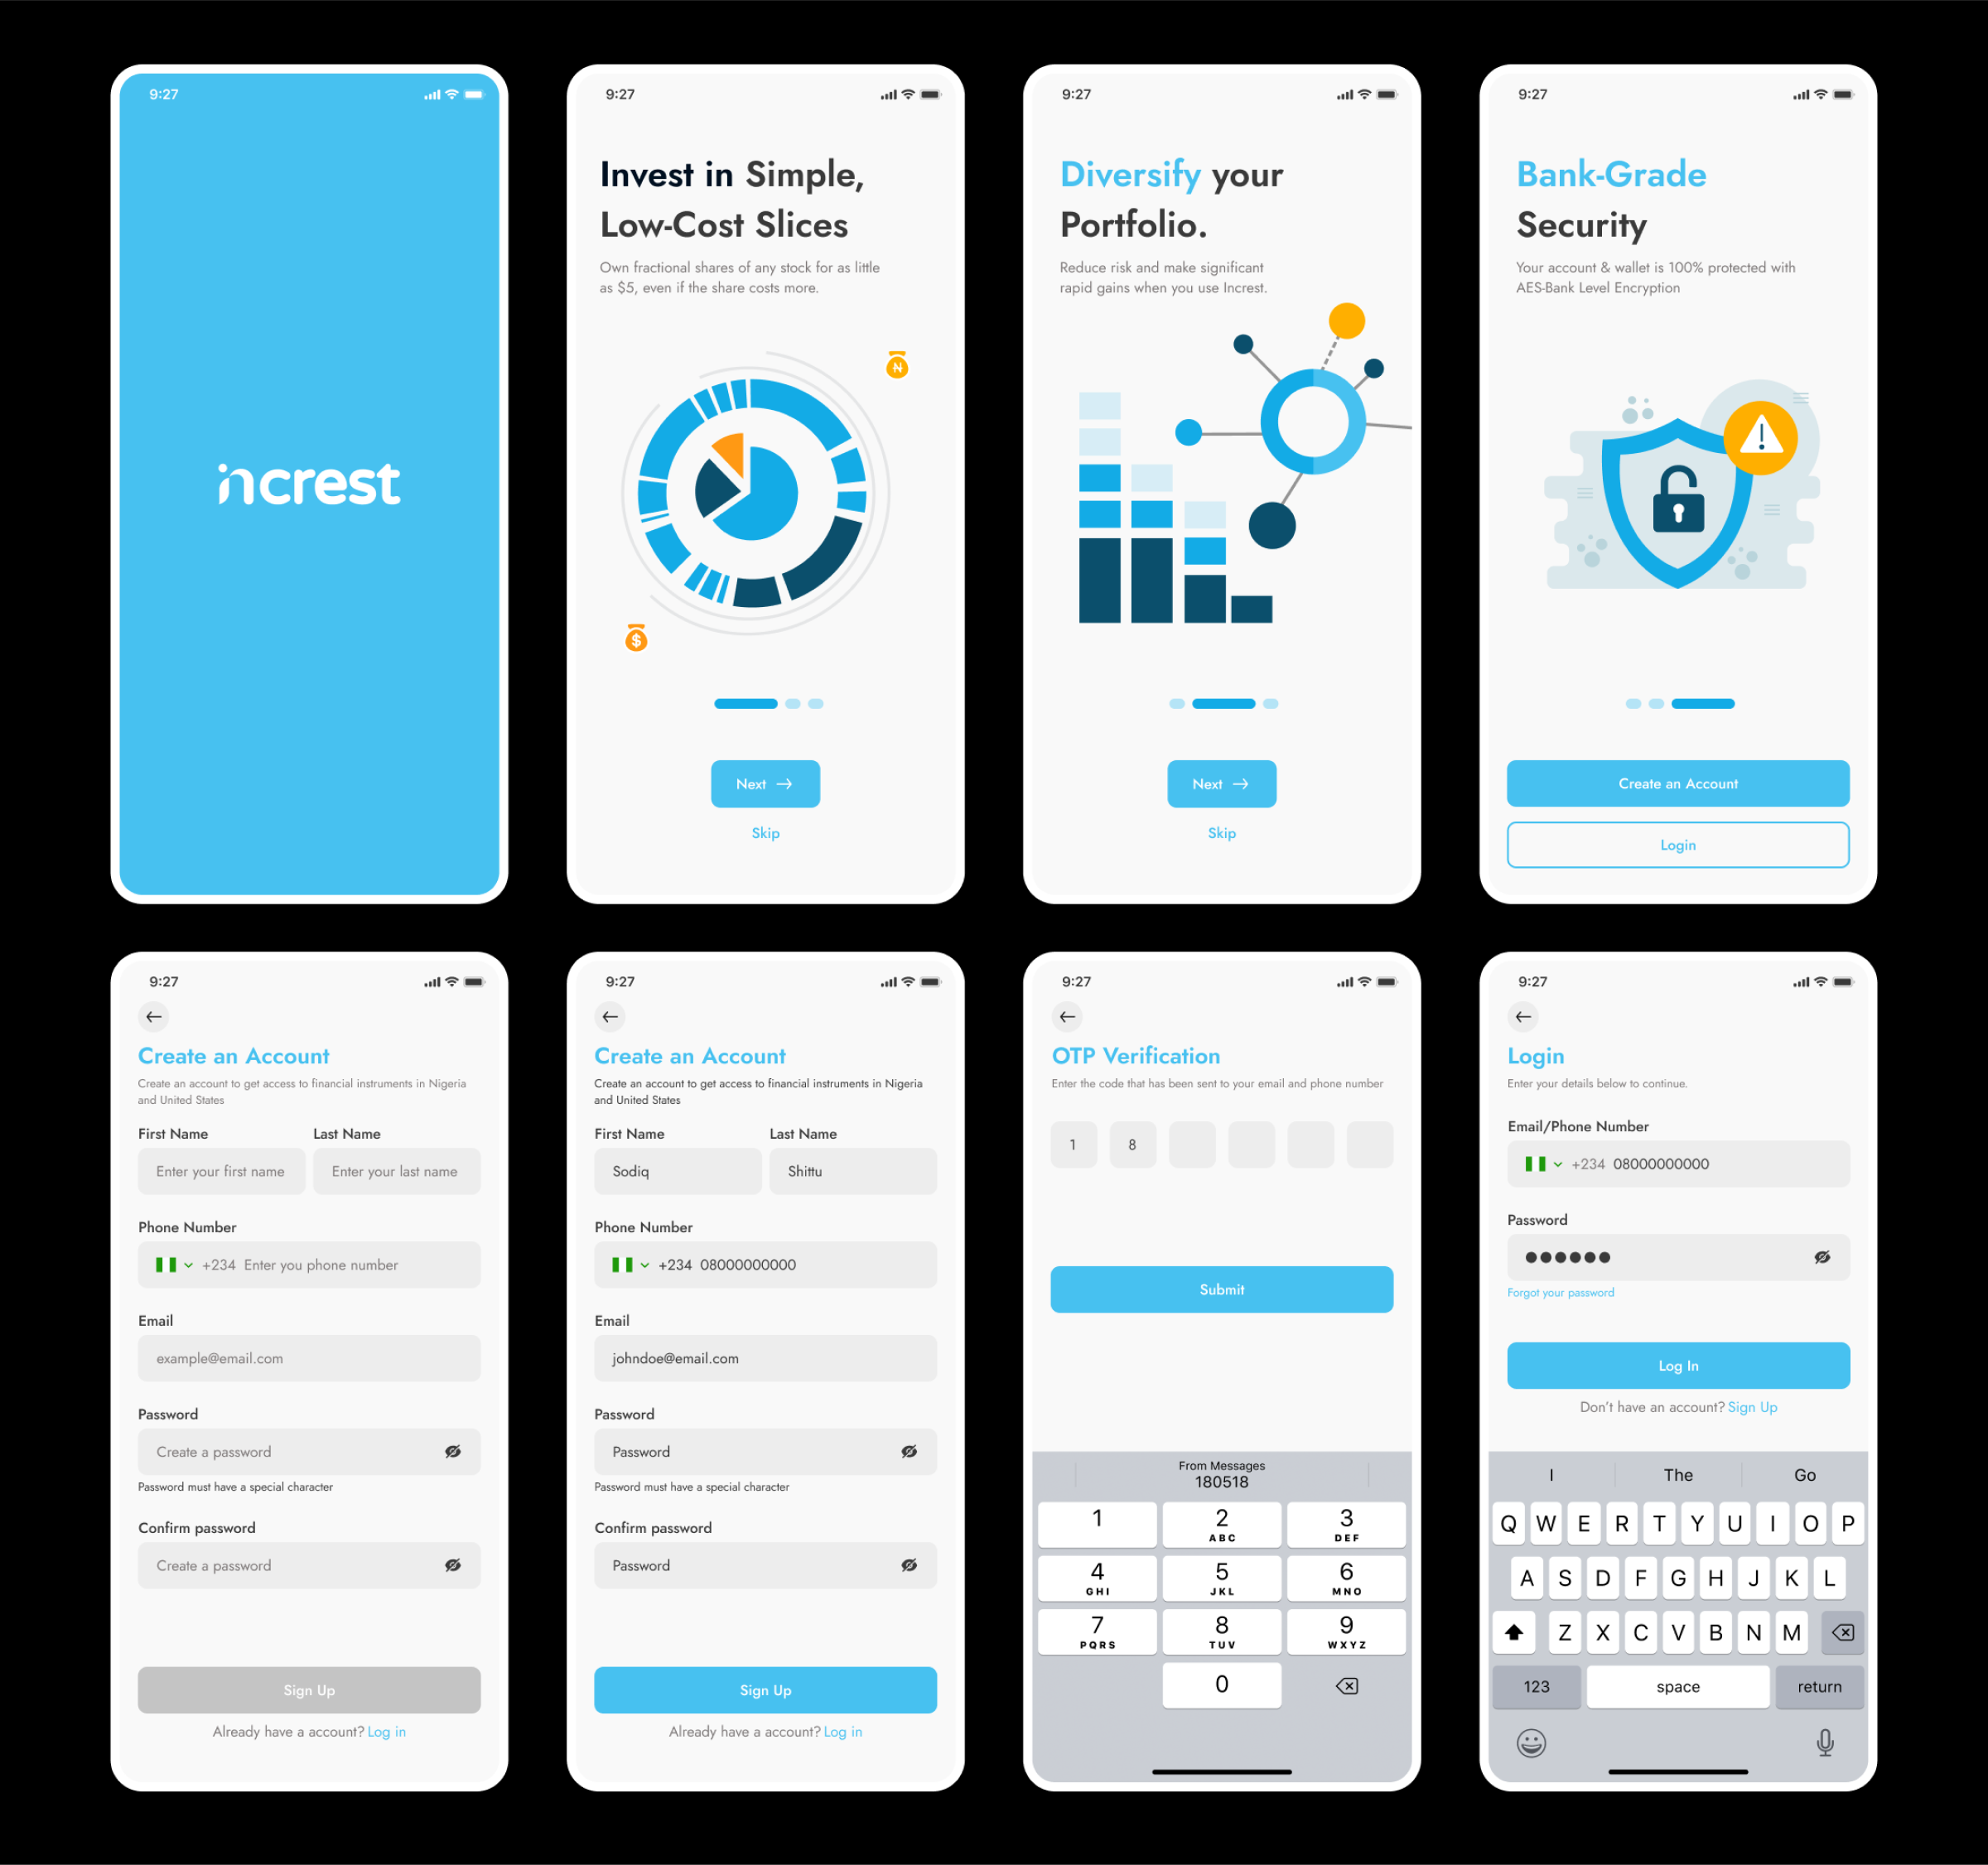 9:27
increst
9:27
Invest in Simple,
Low-Cost Slices
Own fractional shares of any stock for as little
as $5, even if the share costs more.
₦
$
Next →
Skip
9:27
Diversify your
Portfolio.
Reduce risk and make significant
rapid gains when you use Increst.
Next →
Skip
9:27
Bank-Grade
Security
Your account & wallet is 100% protected with
AES-Bank Level Encryption
Create an Account
Login
9:27
Create an Account
Create an account to get access to financial instruments in Nigeria
and United States
First Name Last Name
Enter your first name Enter your last name
Phone Number
+234 Enter you phone number
Email
example@email.com
Password
Create a password
Password must have a special character
Confirm password
Create a password
Sign Up
Already have a account? Log in
9:27
Create an Account
Create an account to get access to financial instruments in Nigeria
and United States
First Name Last Name
Sodiq Shittu
Phone Number
+234 08000000000
Email
johndoe@email.com
Password
Password
Password must have a special character
Confirm password
Password
Sign Up
Already have a account? Log in
9:27
OTP Verification
Enter the code that has been sent to your email and phone number
1 8
Submit
From Messages
180518
1 2 3
ABC DEF
4 5 6
GHI JKL MNO
7 8 9
PQRS TUV WXYZ
0
9:27
Login
Enter your details below to continue.
Email/Phone Number
+234 08000000000
Password
Forgot your password
Log In
Don't have an account? Sign Up
I The Go
Q W E R T Y U I O P
A S D F G H J K L
Z X C V B N M
123 space return